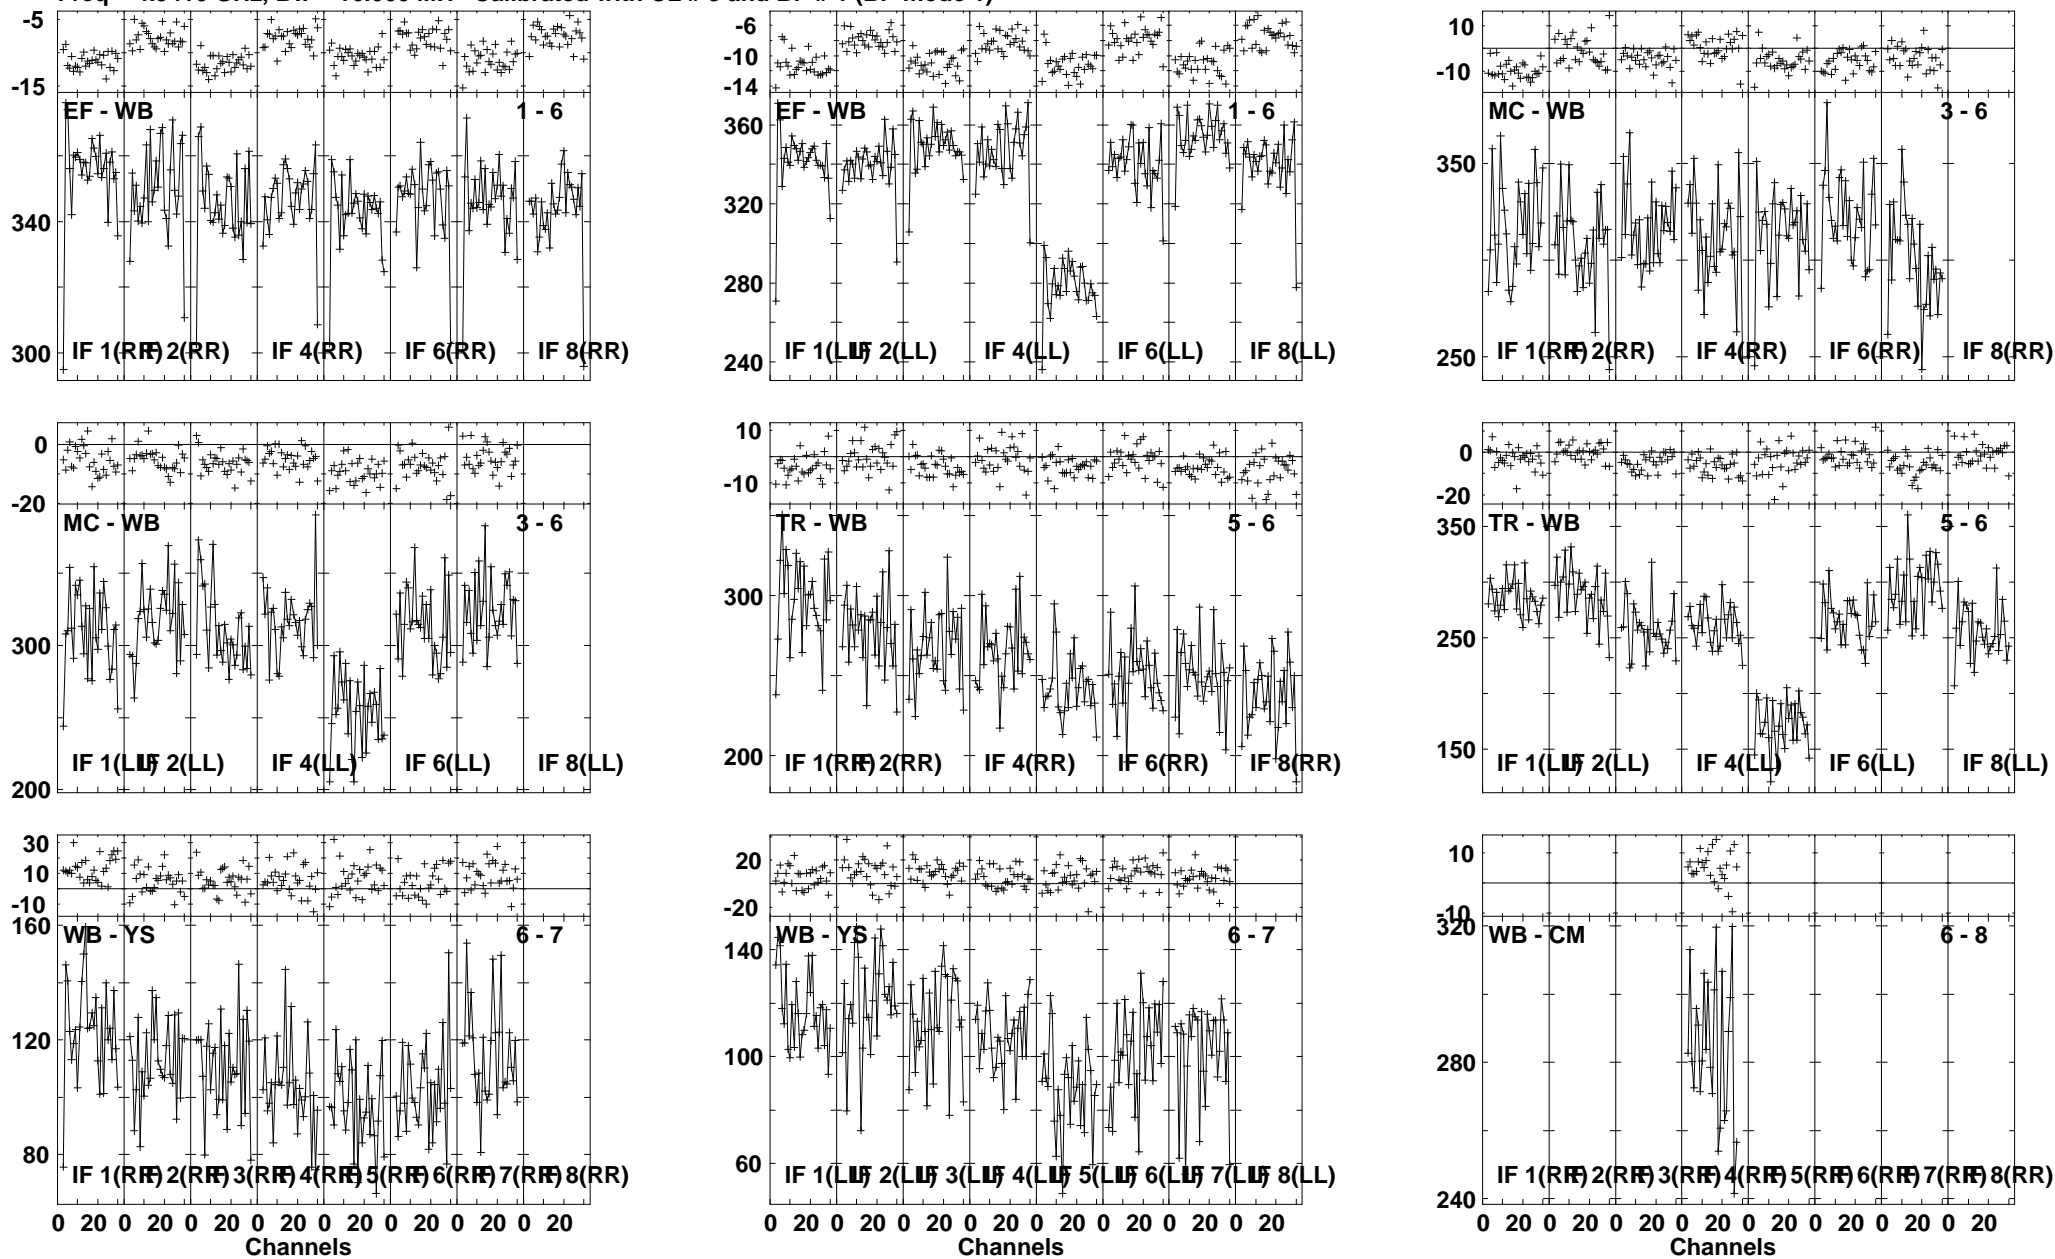 -5
-15
EF - WB 1 - 6
340
300
IF 1(RR) IF 2(RR) IF 4(RR) IF 6(RR) IF 8(RR)
-6
-10
-14
EF - WB 1 - 6
360
320
280
240
IF 1(LL) IF 2(LL) IF 4(LL) IF 6(LL) IF 8(LL)
10
-10
MC - WB 3 - 6
350
250
IF 1(RR) IF 2(RR) IF 4(RR) IF 6(RR) IF 8(RR)
0
-20
MC - WB 3 - 6
300
200
IF 1(LL) IF 2(LL) IF 4(LL) IF 6(LL) IF 8(LL)
10
-10
TR - WB 5 - 6
300
200
IF 1(RR) IF 2(RR) IF 4(RR) IF 6(RR) IF 8(RR)
0
-20
TR - WB 5 - 6
350
250
150
IF 1(LL) IF 2(LL) IF 4(LL) IF 6(LL) IF 8(LL)
30
10
-10
160
WB - YS 6 - 7
120
80
IF 1(RR) IF 2(RR) IF 3(RR) IF 4(RR) IF 5(RR) IF 6(RR) IF 7(RR) IF 8(RR)
0 20 0 20 0 20 0 20 0 20 0 20 0 20 0 20
Channels
20
-20
WB - YS 6 - 7
140
100
60
IF 1(LL) IF 2(LL) IF 3(LL) IF 4(LL) IF 5(LL) IF 6(LL) IF 7(LL) IF 8(LL)
0 20 0 20 0 20 0 20 0 20 0 20 0 20 0 20
Channels
10
-10
320
WB - CM 6 - 8
280
240
IF 1(RR) IF 2(RR) IF 3(RR) IF 4(RR) IF 5(RR) IF 6(RR) IF 7(RR) IF 8(RR)
0 20 0 20 0 20 0 20 0 20 0 20 0 20 0 20
Channels